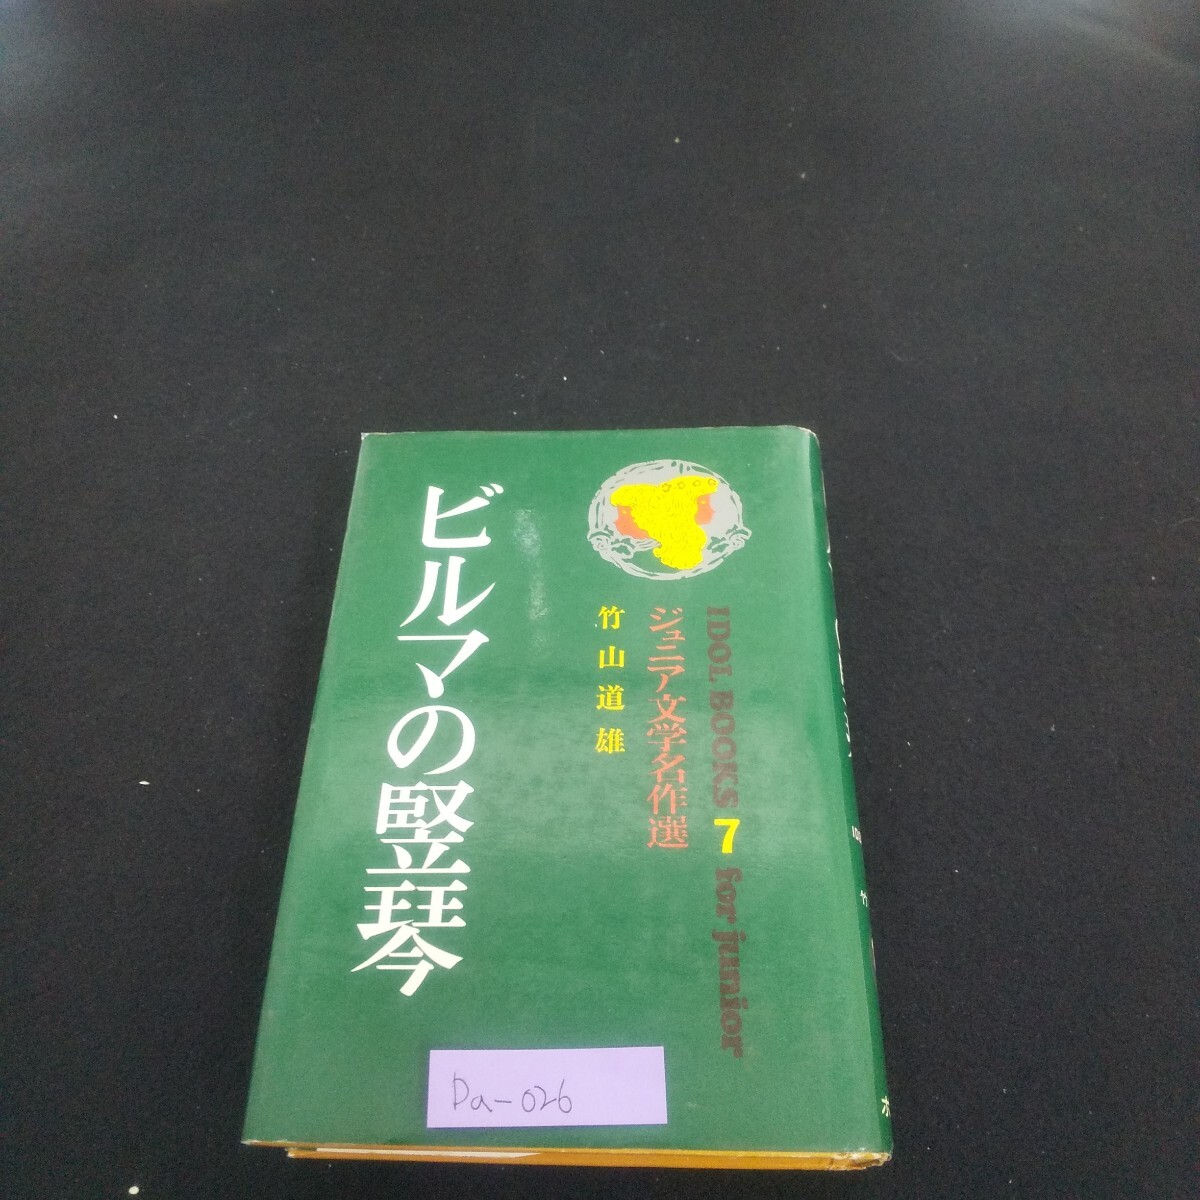 IDOL BOOKS 7 for junior
ジュニア文学名作選
竹山道雄
ビルマの竪琴
Da-026